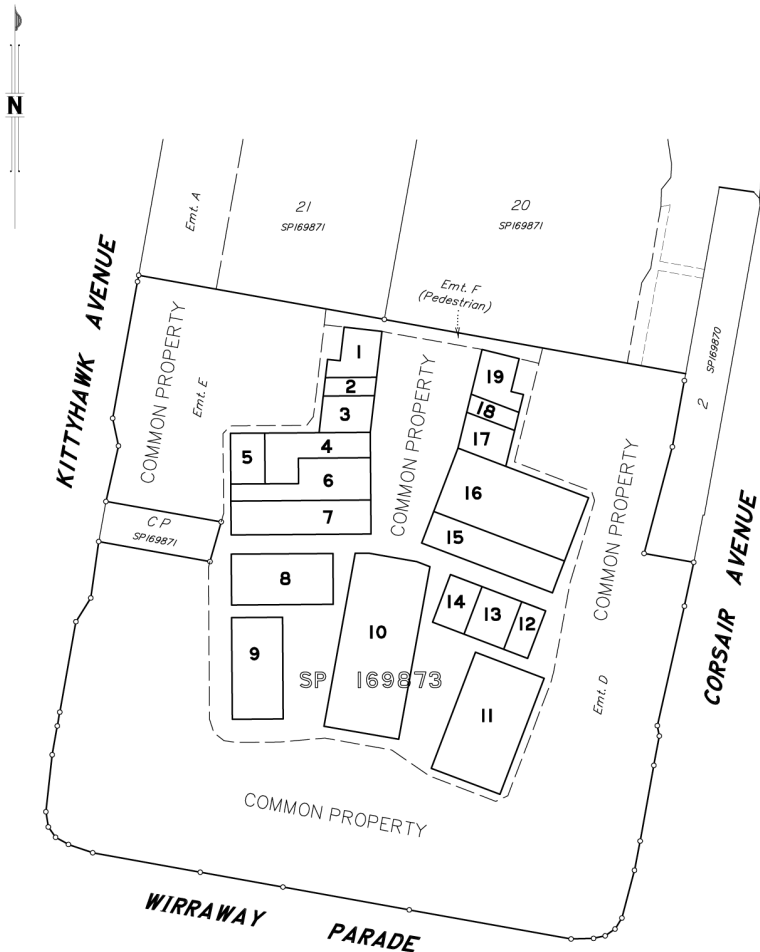 N
Emt. A
21
SP169871
20
SP169871
Emt. F
(Pedestrian)
KITTYHAWK AVENUE
COMMON PROPERTY
Emt. E
1
2
3
4
5
6
7
COMMON PROPERTY
19
18
17
16
15
2
SP169870
CP
SP169871
8
9
10
14
13
12
11
SP 169873
COMMON PROPERTY
Emt. D
CORSAIR AVENUE
COMMON PROPERTY
WIRRAWAY PARADE